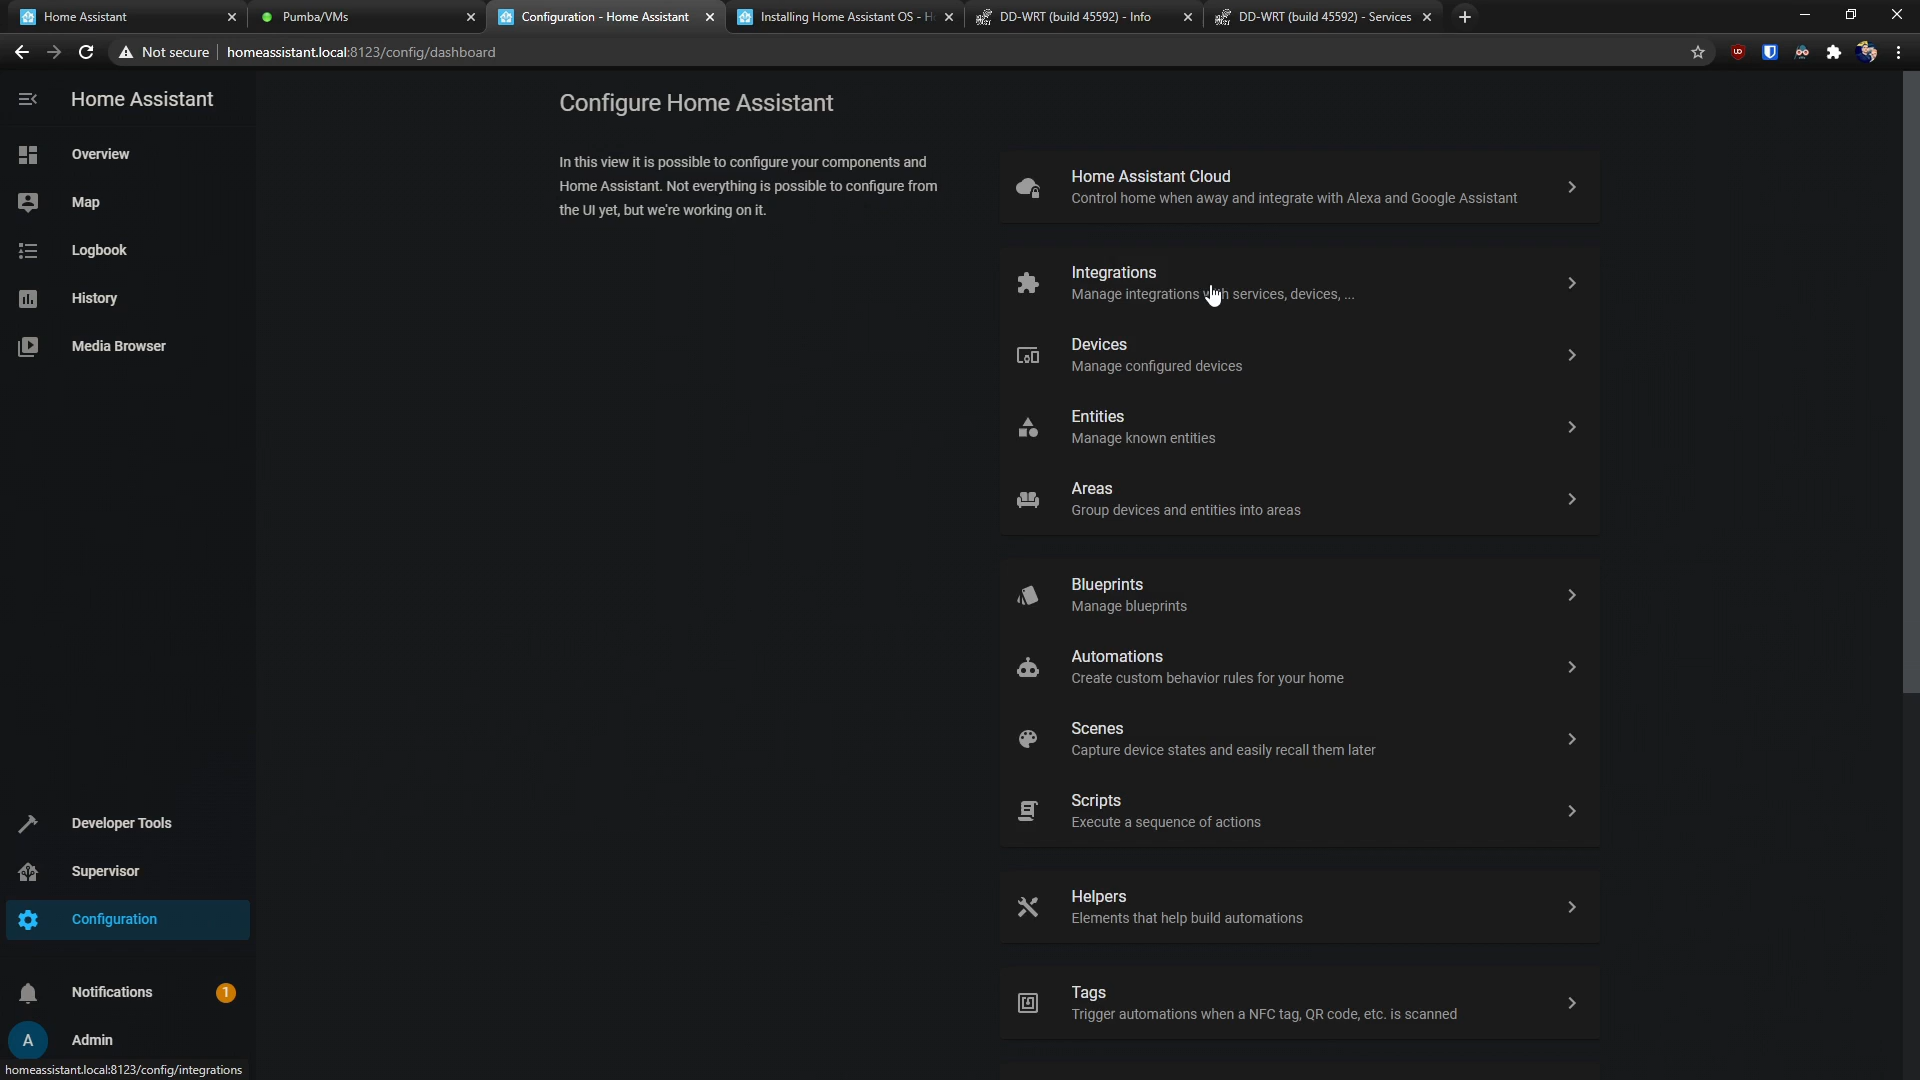 Home Assistant
Pumba/VMs
Configuration - Home Assistant
Installing Home Assistant OS - H
DD-WRT (build 45592) - Info
DD-WRT (build 45592) - Services
Not secure
homeassistant.local:8123/config/dashboard
Home Assistant
Overview
Map
Logbook
History
Media Browser
Developer Tools
Supervisor
Configuration
Notifications
1
A
Admin
homeassistant.local:8123/config/integrations
Configure Home Assistant
In this view it is possible to configure your components and
Home Assistant. Not everything is possible to configure from
the UI yet, but we're working on it.
Home Assistant Cloud
Control home when away and integrate with Alexa and Google Assistant
Integrations
Manage integrations with services, devices, ...
Devices
Manage configured devices
Entities
Manage known entities
Areas
Group devices and entities into areas
Blueprints
Manage blueprints
Automations
Create custom behavior rules for your home
Scenes
Capture device states and easily recall them later
Scripts
Execute a sequence of actions
Helpers
Elements that help build automations
Tags
Trigger automations when a NFC tag, QR code, etc. is scanned